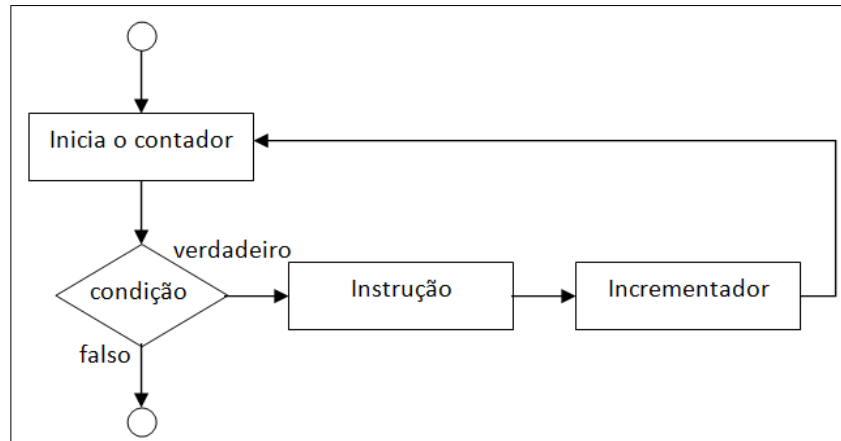 Inicia o contador
verdadeiro
condição
Instrução
Incrementador
falso